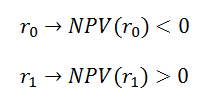 r₀ → NPV(r₀) < 0
r₁ → NPV(r₁) > 0